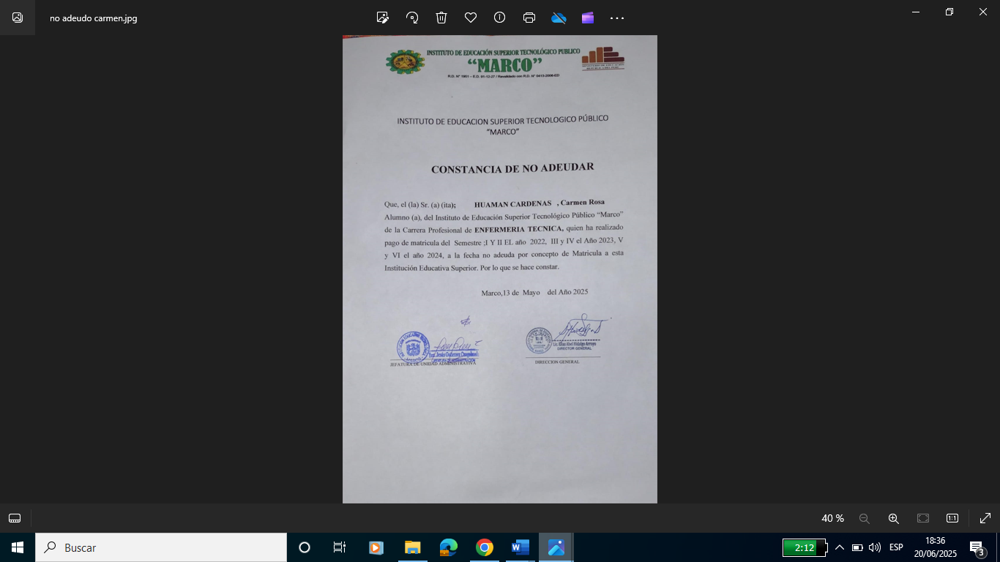 no adeudo carmen.jpg
INSTITUTO DE EDUCACIÓN SUPERIOR TECNOLÓGICO PUBLICO
“MARCO”
R.D. N° 1951 – E.D. 91-12-27 / Revalidado con R.D. N° 0413-2006-ED
INSTITUTO DE EDUCACION SUPERIOR TECNOLOGICO PÚBLICO
“MARCO”
CONSTANCIA DE NO ADEUDAR
Que, el (la) Sr. (a) (ita); HUAMAN CARDENAS , Carmen Rosa
Alumno (a), del Instituto de Educación Superior Tecnológico Público “Marco”
de la Carrera Profesional de ENFERMERIA TECNICA, quien ha realizado
pago de matricula del Semestre ;I Y II EL año 2022, III y IV el Año 2023, V
y VI el año 2024, a la fecha no adeuda por concepto de Matricula a esta
Institución Educativa Superior. Por lo que se hace constar.
Marco,13 de Mayo del Año 2025
Lic. Abel Hidalgo Arroyo
DIRECTOR GENERAL
JEFATURA DE UNIDAD ADMINISTRATIVA
DIRECCION GENERAL
40 %
1:1
Buscar
2:12
ESP
18:36
20/06/2025
3